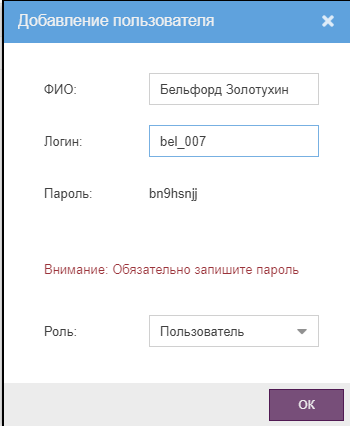 Добавление пользователя
ФИО: Бельфорд Золотухин
Логин: bel_007
Пароль: bn9hsnjj
Внимание: Обязательно запишите пароль
Роль: Пользователь
ОК